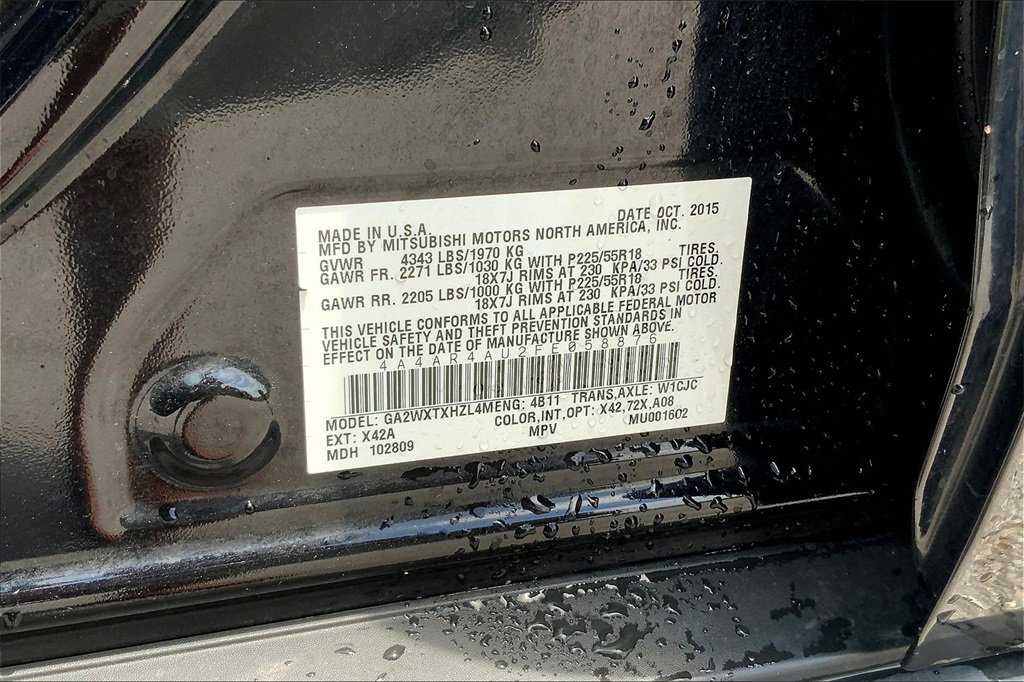 DATE OCT. 2015
MADE IN U.S.A.
MFD BY MITSUBISHI MOTORS NORTH AMERICA, INC.
GVWR 4343 LBS/1970 KG
GAWR FR. 2271 LBS/1030 KG WITH P225/55R18 TIRES,
18X7J RIMS AT 230 KPA/33 PSI COLD.
GAWR RR. 2205 LBS/1000 KG WITH P225/55R18 TIRES,
18X7J RIMS AT 230 KPA/33 PSI COLD.
THIS VEHICLE CONFORMS TO ALL APPLICABLE FEDERAL MOTOR
VEHICLE SAFETY AND THEFT PREVENTION STANDARDS IN
EFFECT ON THE DATE OF MANUFACTURE SHOWN ABOVE.
4A4AR4AU2FE058876
MODEL: GA2WXTXHZL4MENG: 4B11 TRANS,AXLE: W1CJC
EXT: X42A COLOR,INT,OPT: X42,72X,A08
MDH 102809 MPV MU001602